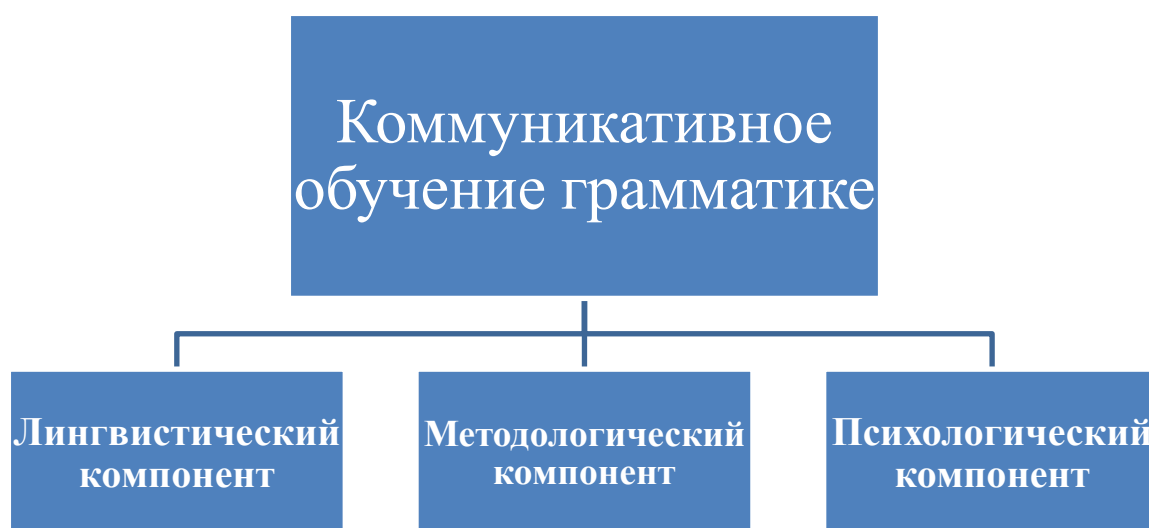 Коммуникативное
обучение грамматике
Лингвистический
компонент
Методологический
компонент
Психологический
компонент